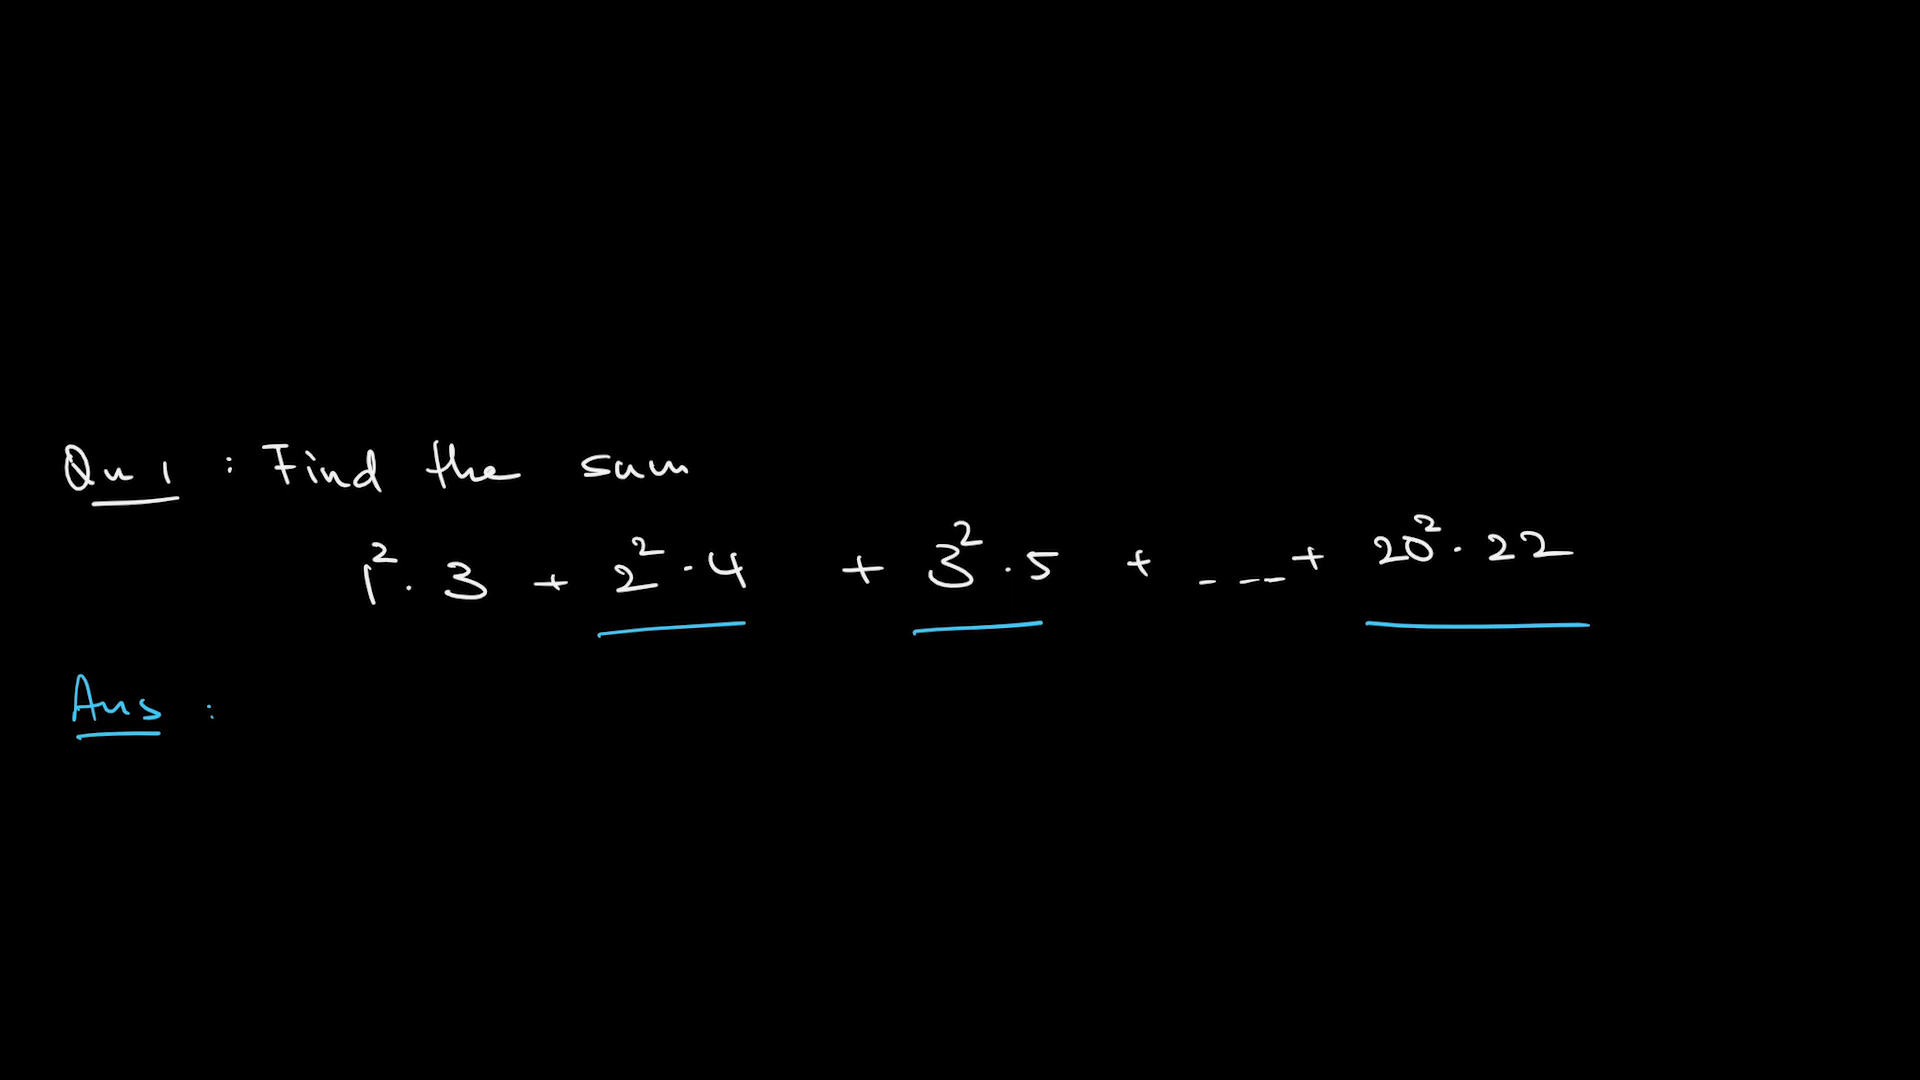 Qu 1 : Find the sum
1². 3 + 2².4 + 3².5 + - --- + 20².22
Ans :